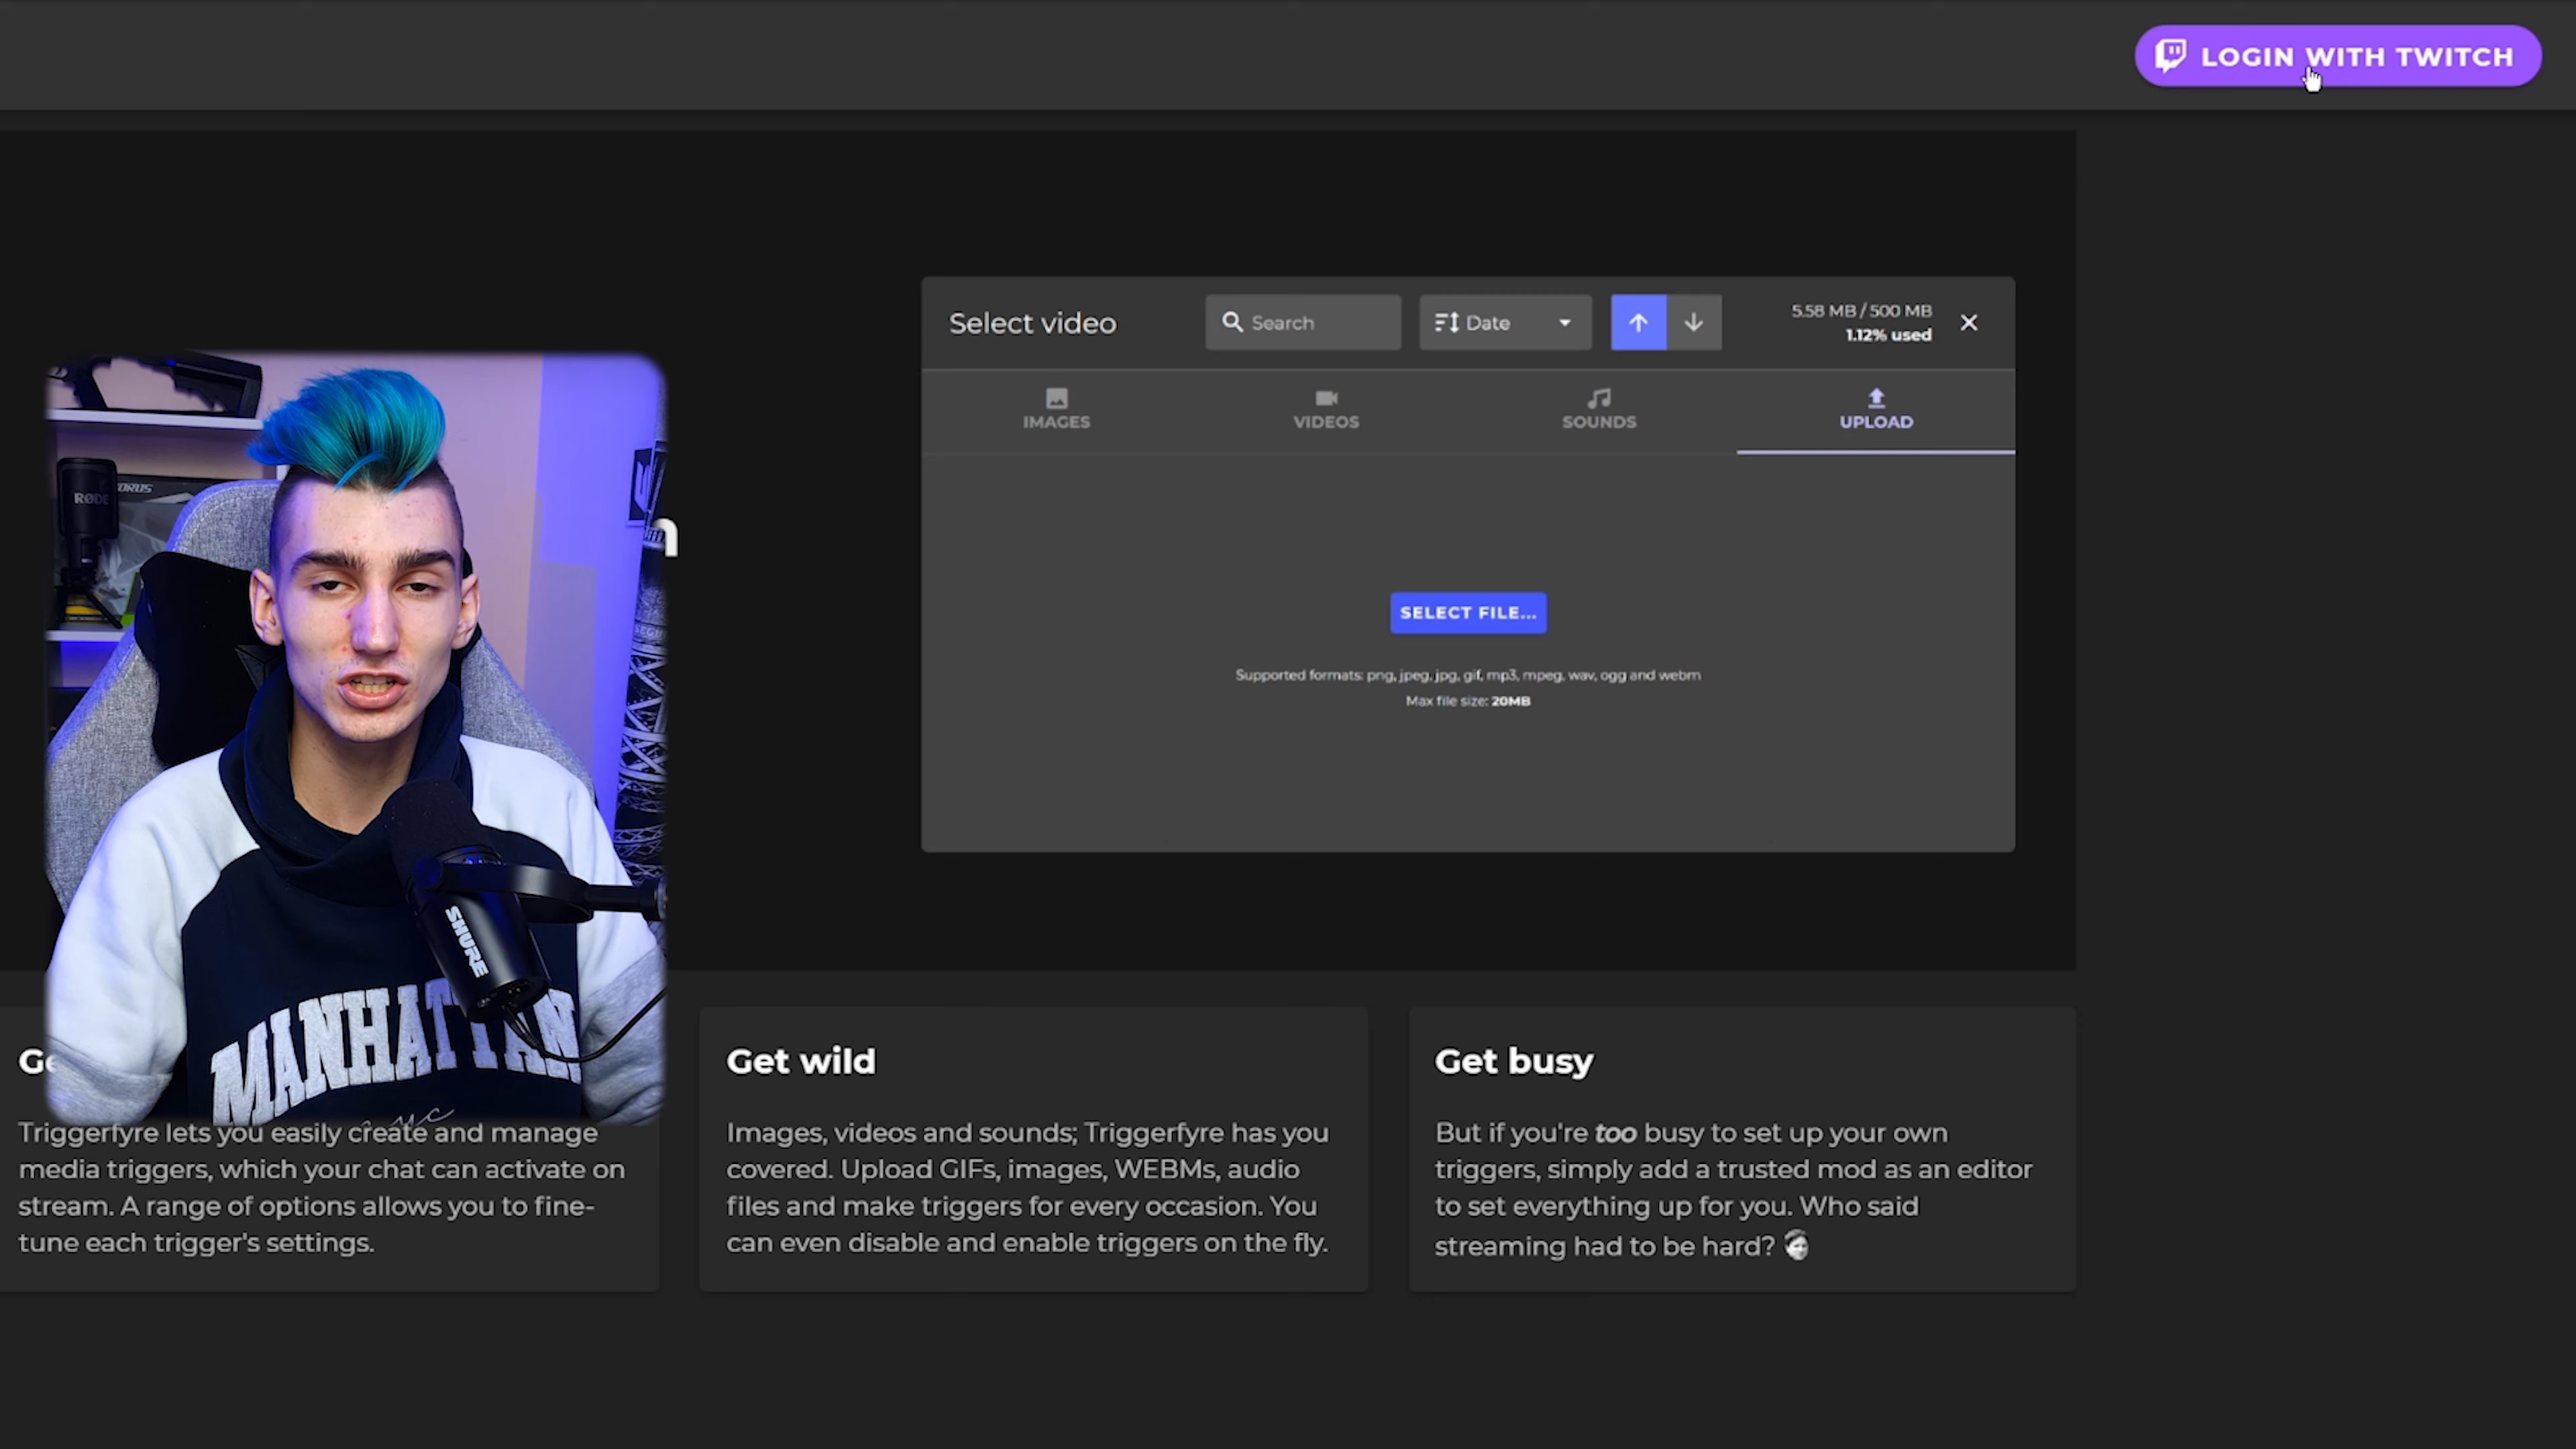 LOGIN WITH TWITCH
Select video
Search
Date
5.58 MB / 500 MB
1.12% used
IMAGES
VIDEOS
SOUNDS
UPLOAD
SELECT FILE...
Supported formats: png, jpeg, jpg, gif, mp3, mpeg, wav, ogg and webm
Max file size: 20MB
RØDE
SHURE
MANHATTAN
Triggerfyre lets you easily create and manage
media triggers, which your chat can activate on
stream. A range of options allows you to fine-
tune each trigger's settings.
Get wild
Images, videos and sounds; Triggerfyre has you
covered. Upload GIFs, images, WEBMs, audio
files and make triggers for every occasion. You
can even disable and enable triggers on the fly.
Get busy
But if you're too busy to set up your own
triggers, simply add a trusted mod as an editor
to set everything up for you. Who said
streaming had to be hard?